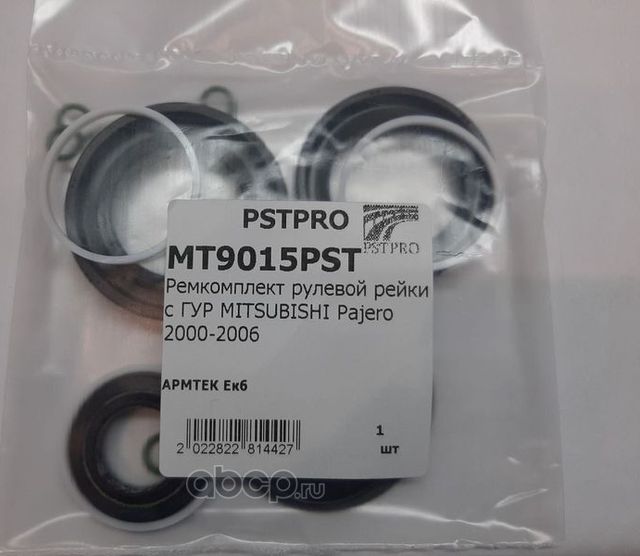 PSTPRO
PSTPRO
MT9015PST
Ремкомплект рулевой рейки
с ГУР MITSUBISHI Pajero
2000-2006
АРМТЕК Екб
1
шт
2 022822 814427
abcp.ru